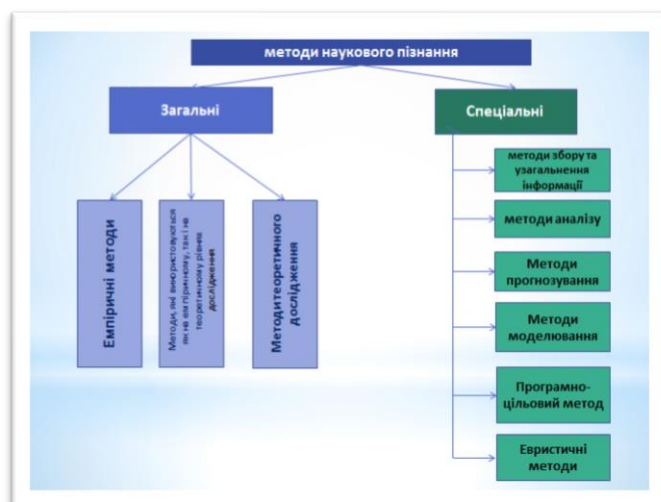 методи наукового пізнання
Загальні
Спеціальні
Емпіричні методи
Методи, які використовуються
як на емпіричному, так і на
теоретичному рівнях
дослідження
Методи теоретичного
дослідження
методи збору та
узагальнення
інформації
методи аналізу
Методи
прогнозування
Методи
моделювання
Програмно-
цільовий метод
Евристичні
методи